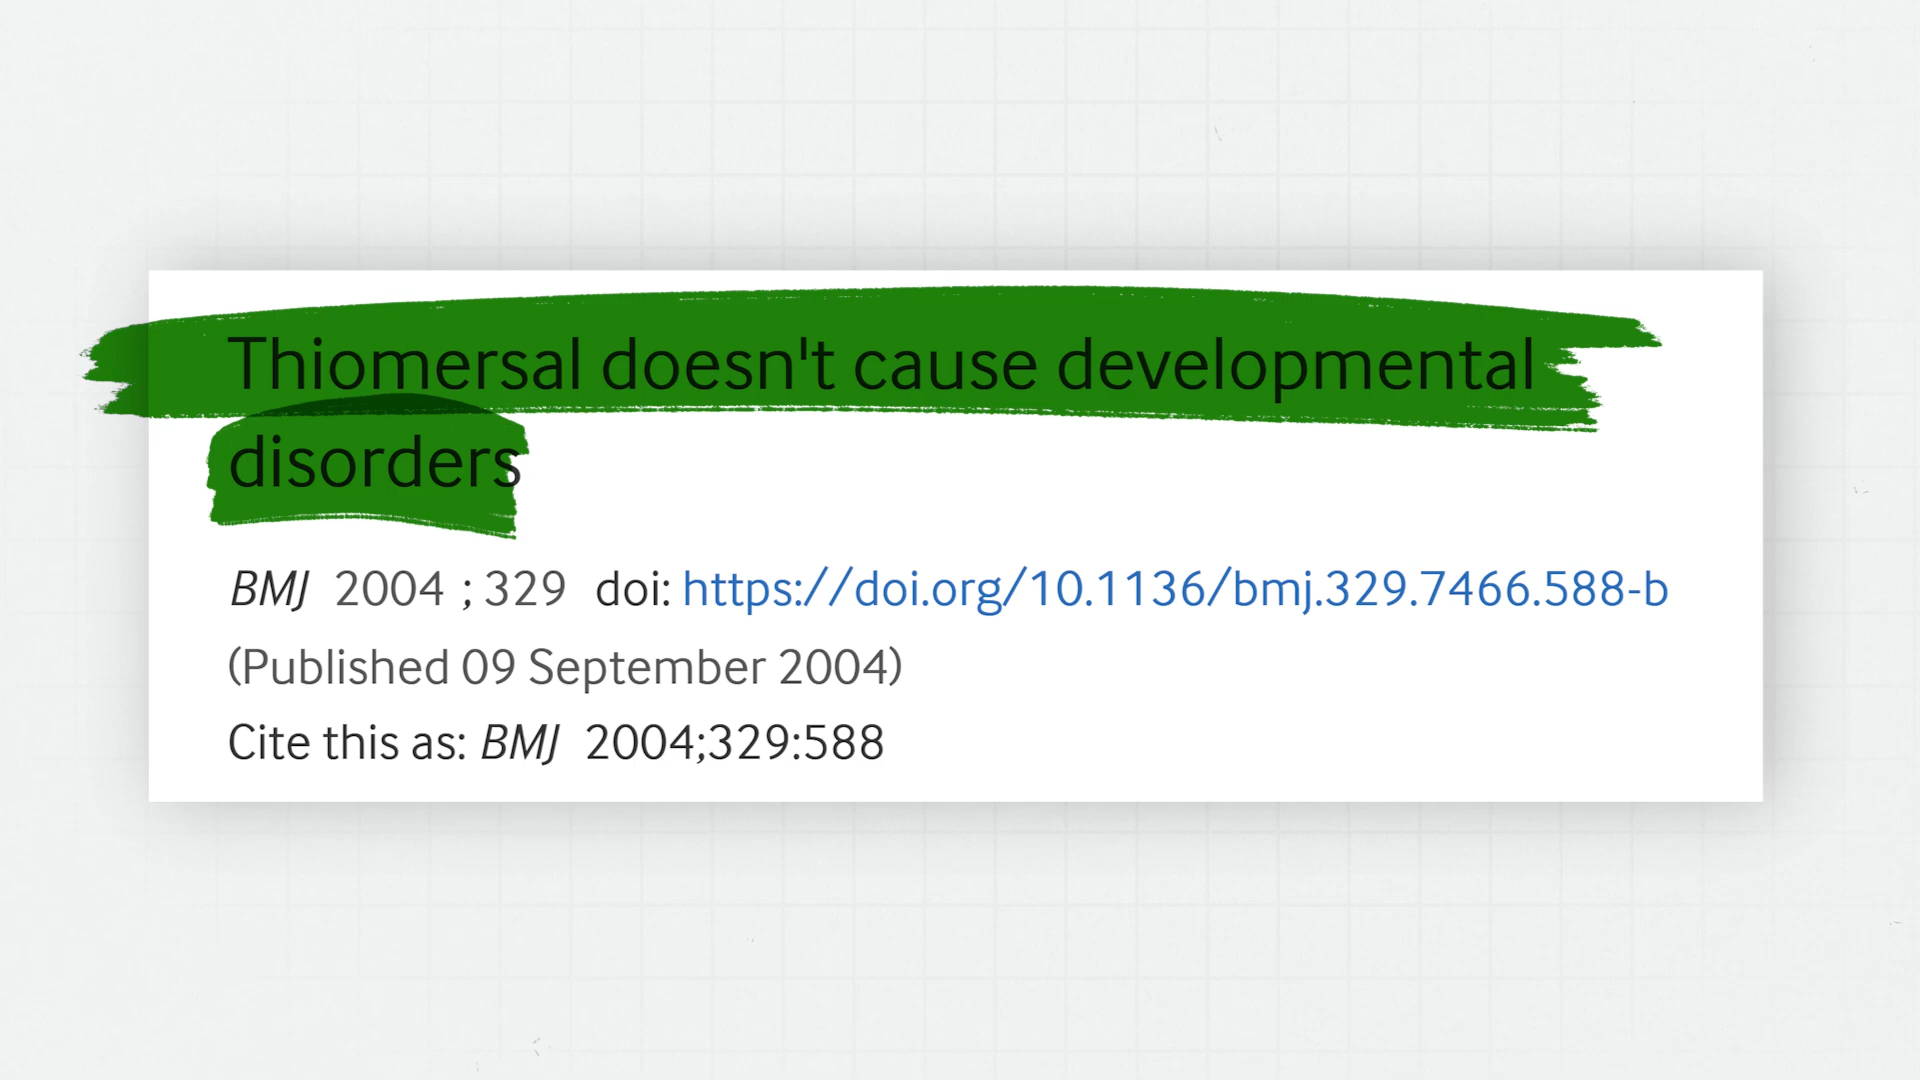 Thiomersal doesn't cause developmental
disorders
BMJ 2004 ; 329 doi: https://doi.org/10.1136/bmj.329.7466.588-b
(Published 09 September 2004)
Cite this as: BMJ 2004;329:588